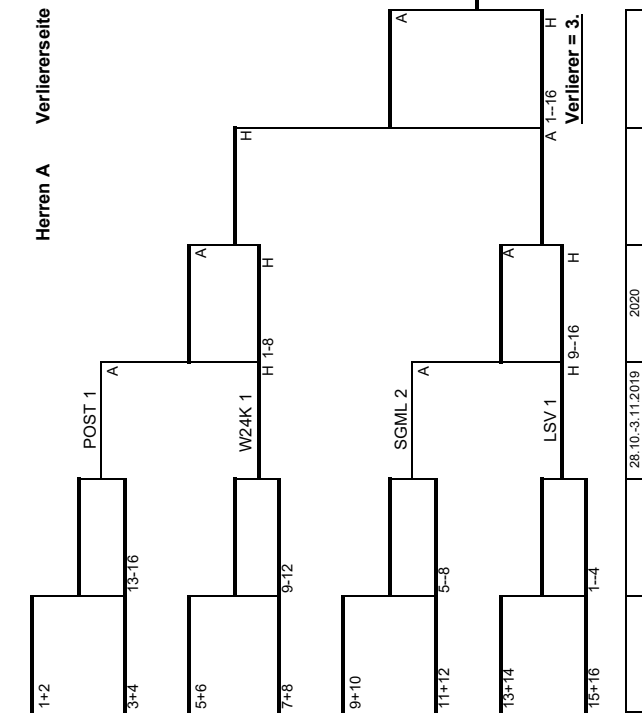 Herren A Verliererseite
1+2
3+4
13-16
5+6
7+8
9-12
9+10
11+12
5--8
13+14
15+16
1--4
POST 1
A
W24K 1
H 1-8
SGML 2
A
LSV 1
H 9--16
A
H
A
H
H
A 1--16
A
H
Verlierer = 3.
28.10.-3.11.2019
2020